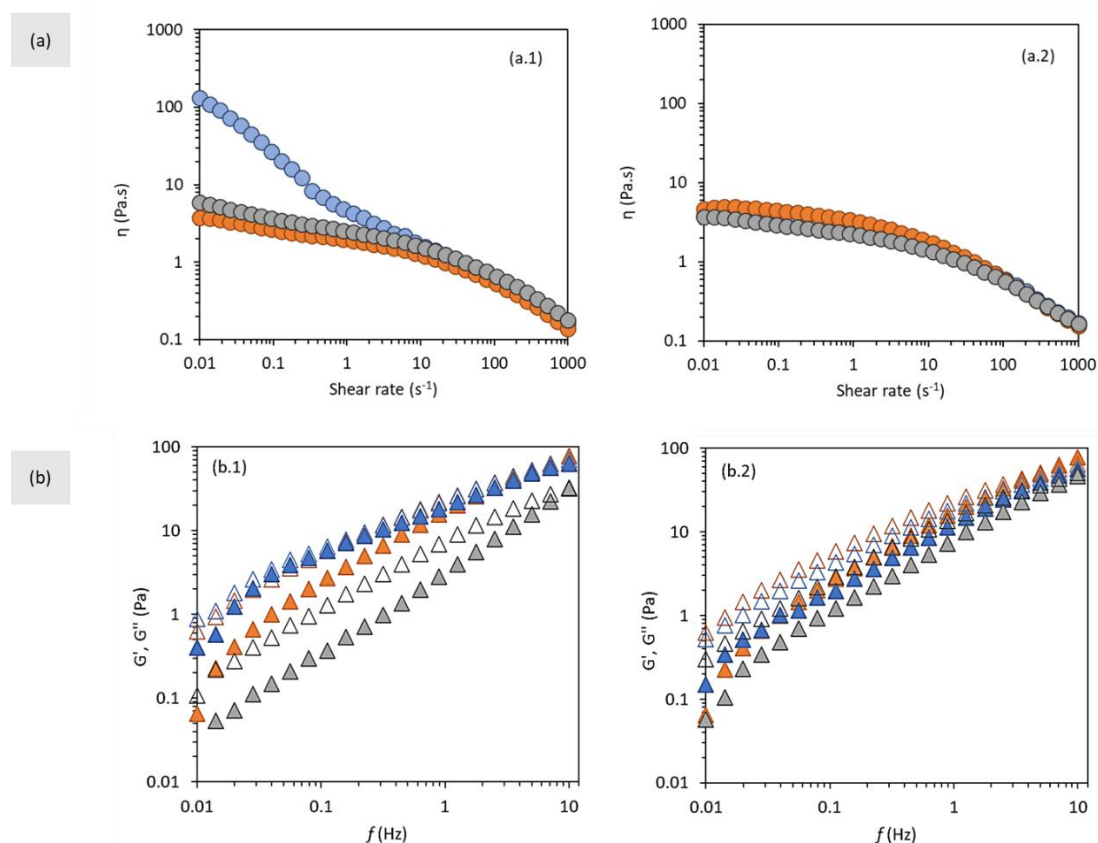 (a)
(a.1)
1000
100
10
1
0.1
η (Pa.s)
0.01 0.1 1 10 100 1000
Shear rate (s⁻¹)
(a.2)
1000
100
10
1
0.1
η (Pa.s)
0.01 0.1 1 10 100 1000
Shear rate (s⁻¹)
(b)
(b.1)
100
10
1
0.1
0.01
G', G'' (Pa)
0.01 0.1 1 10
f (Hz)
(b.2)
100
10
1
0.1
0.01
G', G'' (Pa)
0.01 0.1 1 10
f (Hz)